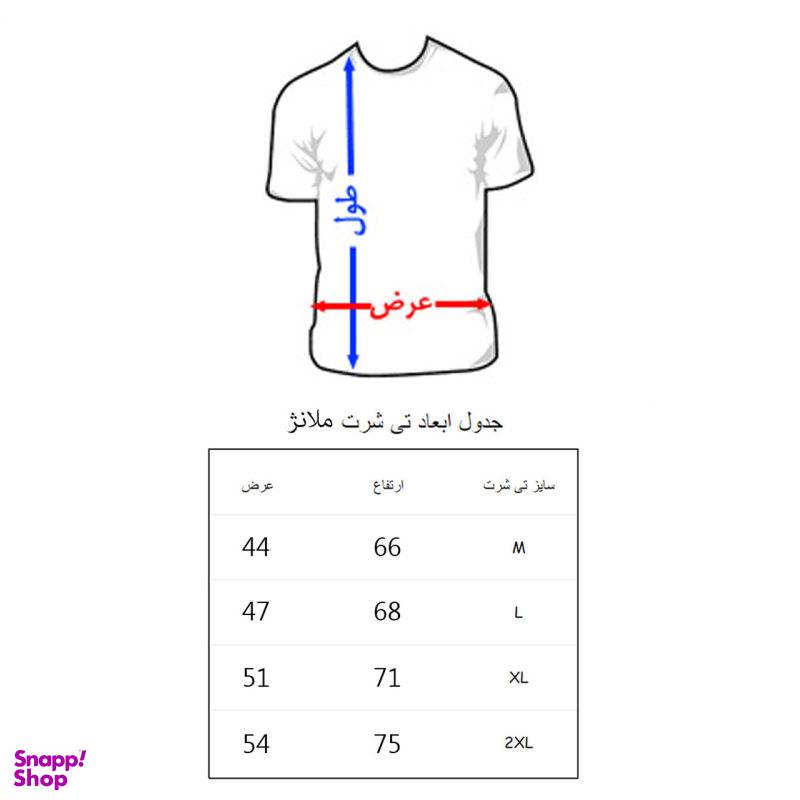 طول
عرض
جدول ابعاد تی شرت ملانژ
سایز تی شرت ارتفاع عرض
M 66 44
L 68 47
XL 71 51
2XL 75 54
Snapp!
Shop